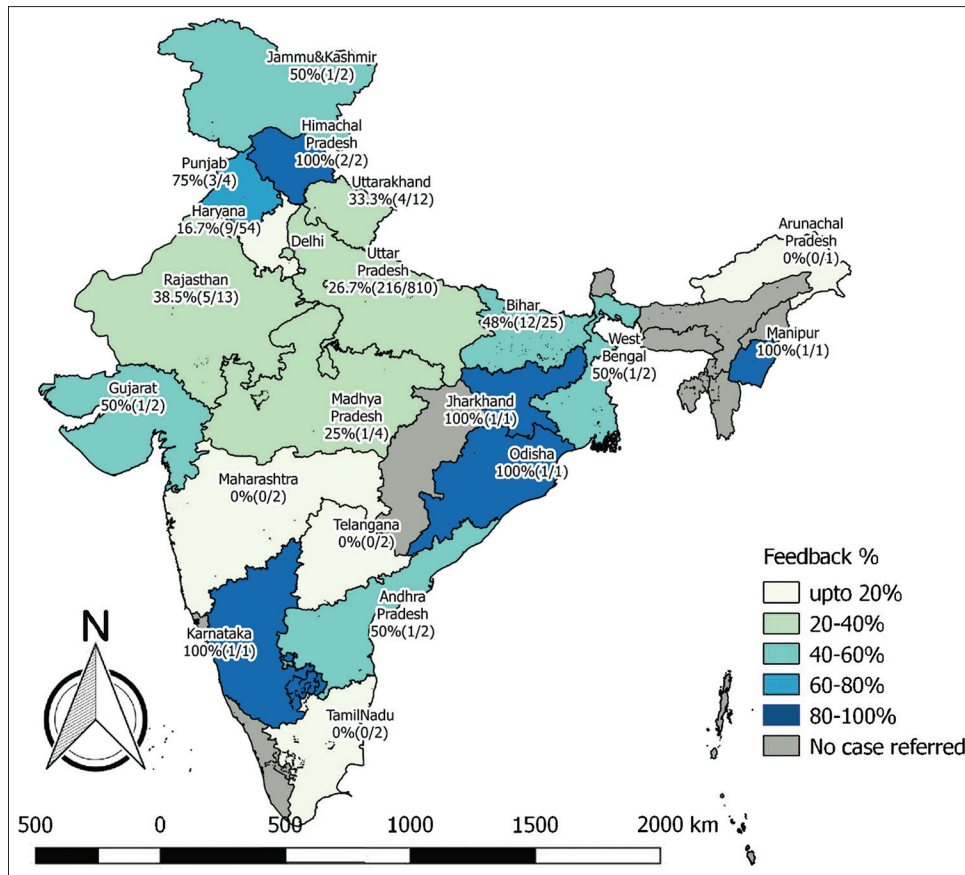 Jammu&Kashmir
50%(1/2)
Himachal
Pradesh
100%(2/2)
Punjab
75%(3/4)
Uttarakhand
33.3%(4/12)
Haryana
16.7%(9/54)
Delhi
Arunachal
Pradesh
0%(0/1)
Uttar
Pradesh
26.7%(216/810)
Rajasthan
38.5%(5/13)
Bihar
48%(12/25)
West
Bengal
50%(1/2)
Manipur
100%(1/1)
Gujarat
50%(1/2)
Madhya
Pradesh
25%(1/4)
Jharkhand
100%(1/1)
Odisha
100%(1/1)
Maharashtra
0%(0/2)
Telangana
0%(0/2)
Andhra
Pradesh
50%(1/2)
Karnataka
100%(1/1)
TamilNadu
0%(0/2)
Feedback %
upto 20%
20-40%
40-60%
60-80%
80-100%
No case referred
N
500 0 500 1000 1500 2000 km